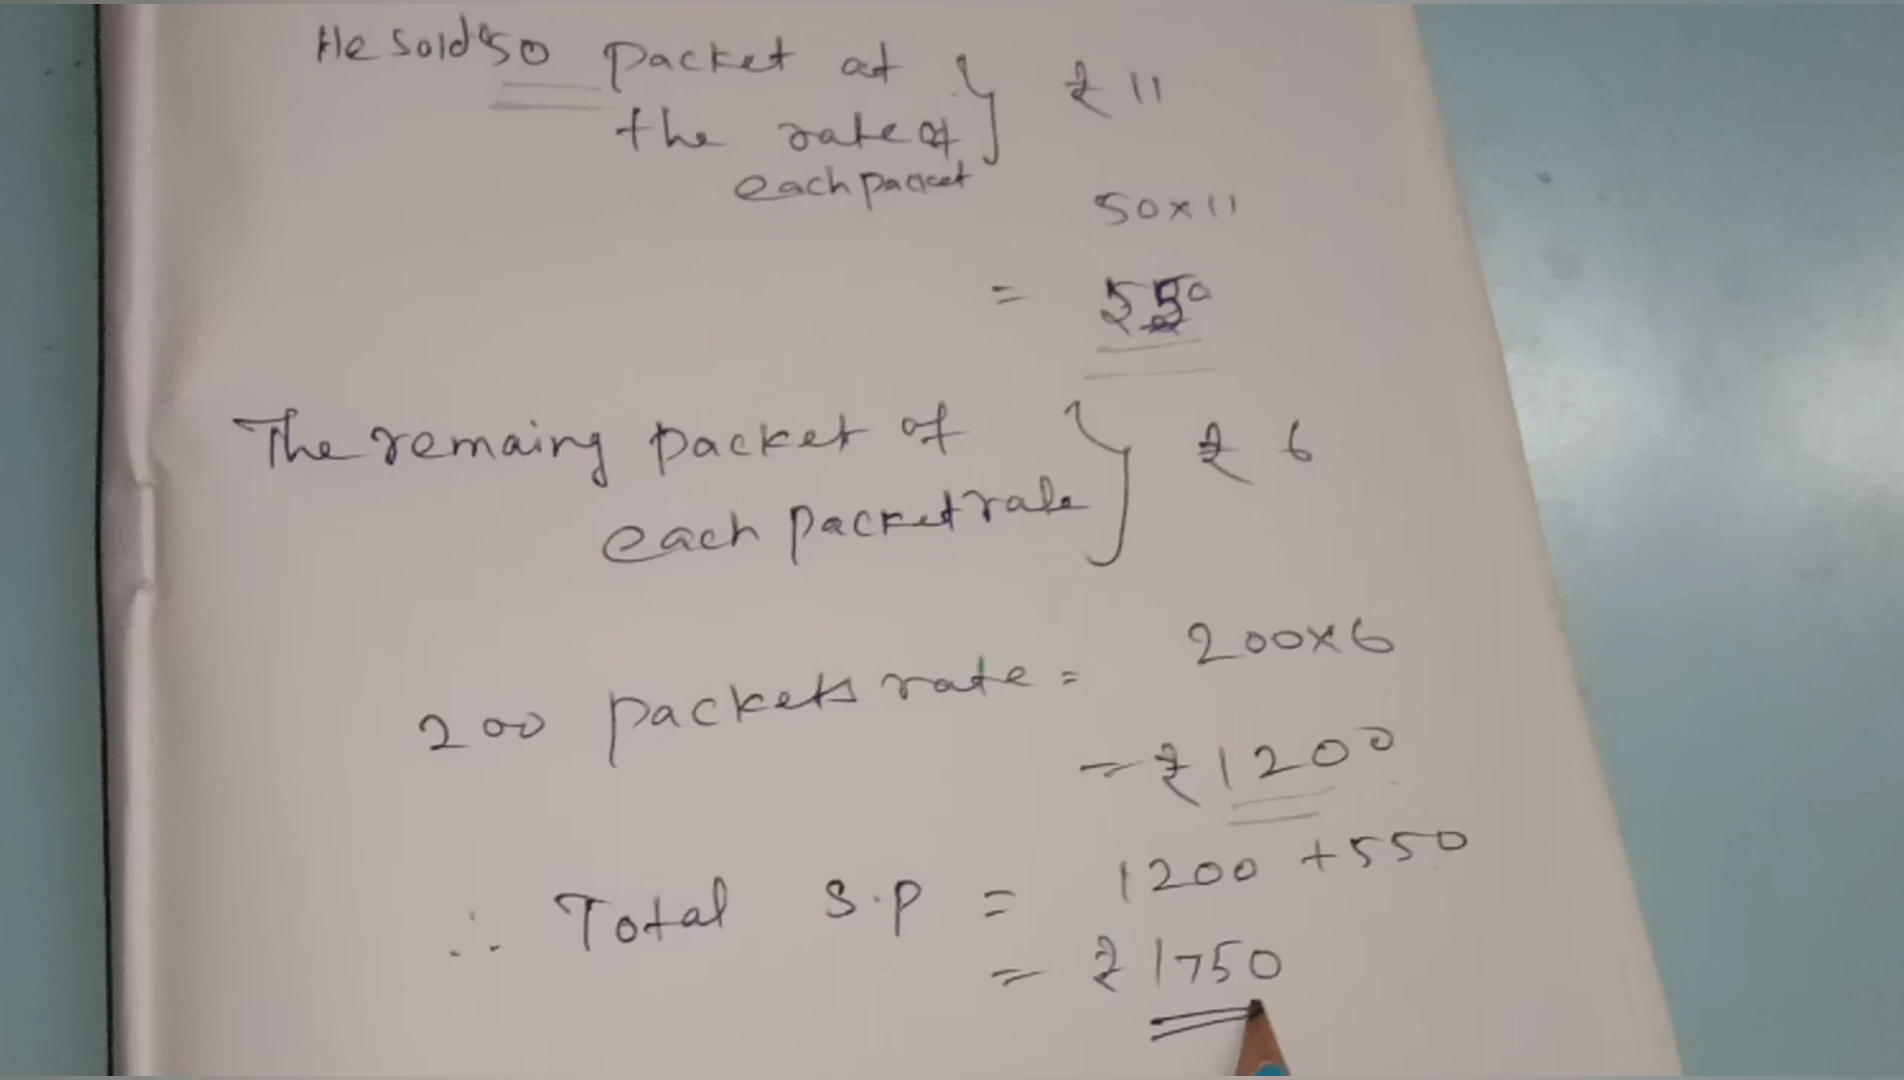 He sold 50 packet at
the rate of
each packet
₹ 11
50×11
= 550
The remaing packet of
each packet rate
₹ 6
200 packets rate = 200×6
= ₹ 1200
∴ Total S.P = 1200 + 550
= ₹ 1750